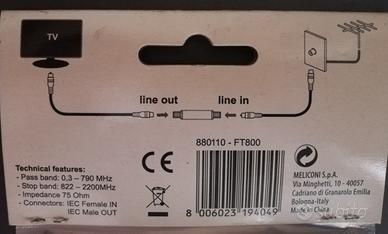 TV
line out
line in
880110 - FT800
Technical features:
- Pass band: 0,3 – 790 MHz
- Stop band: 822 – 2200MHz
- Impedance 75 Ohm
- Connectors: IEC Female IN
IEC Male OUT
CE
8 006023 194049
MELICONI S.p.A.
Via Minghetti, 10 - 40057
Cadriano di Granarolo Emilia
Bologna-Italy
Made in China
subito